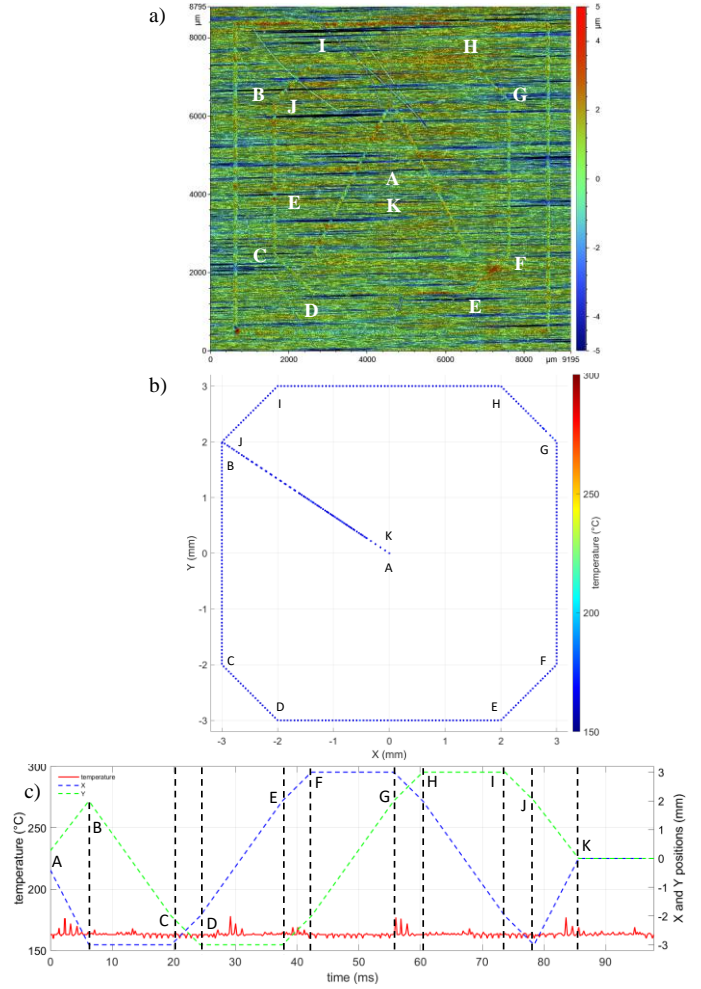 a)
µm
8795
8000
6000
4000
2000
0
0 2000 4000 6000 8000 µm 9195
I H
B G
J
A
E K
C F
D E
µm
5
4
2
0
-2
-4
-5
b)
3
2
1
0
-1
-2
-3
Y (mm)
-3 -2 -1 0 1 2 3
X (mm)
I H
J G
B
K
A
C F
D E
300
250
200
150
temperature (°C)
c)
temperature
X
Y
300
250
200
150
temperature (°C)
A B C D E F G H I J K
3
2
1
0
-1
-2
-3
X and Y positions (mm)
0 10 20 30 40 50 60 70 80 90
time (ms)